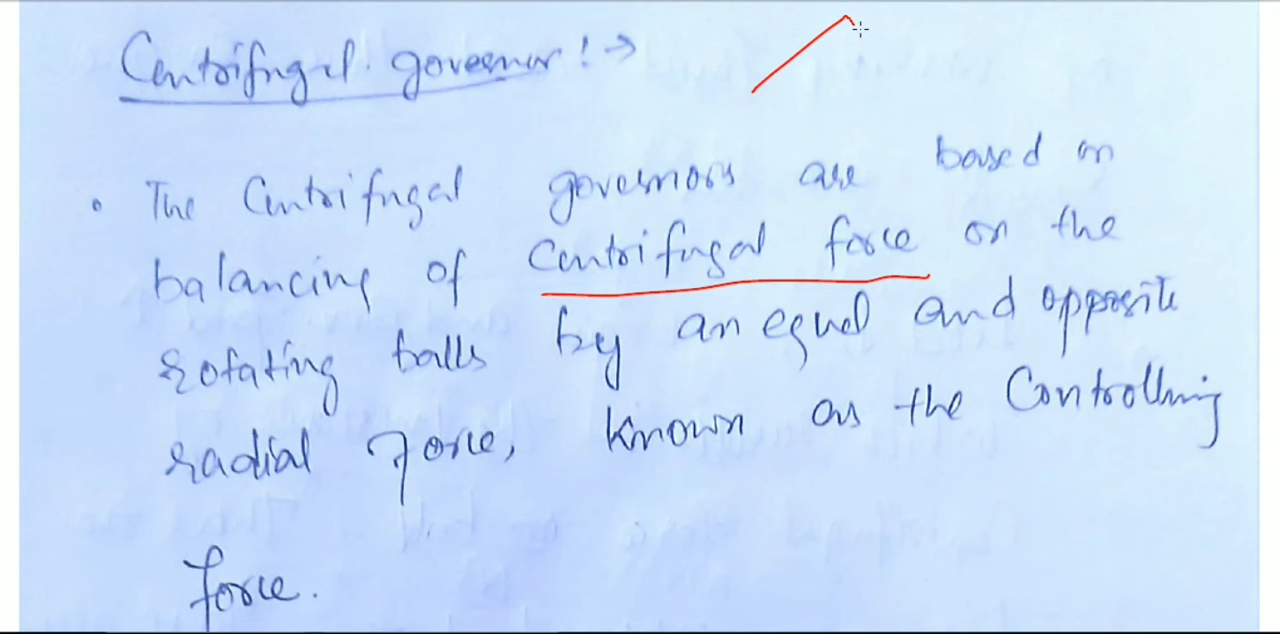 Centrifugal governor :→
• The Centrifugal governors are based on
balancing of Centrifugal force on the
rotating balls by an equal and opposite
radial force, known as the Controlling
force.